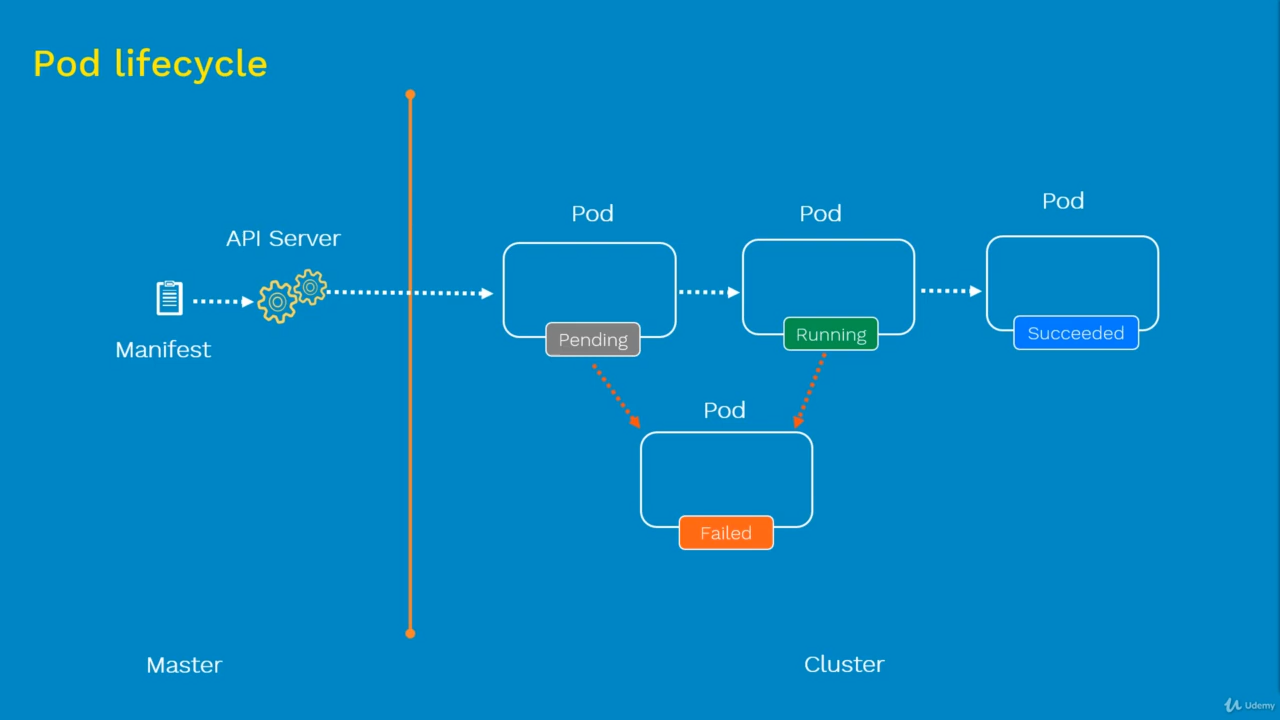 Pod lifecycle
API Server
Manifest
Pod
Pending
Pod
Running
Pod
Succeeded
Pod
Failed
Master
Cluster
Udemy